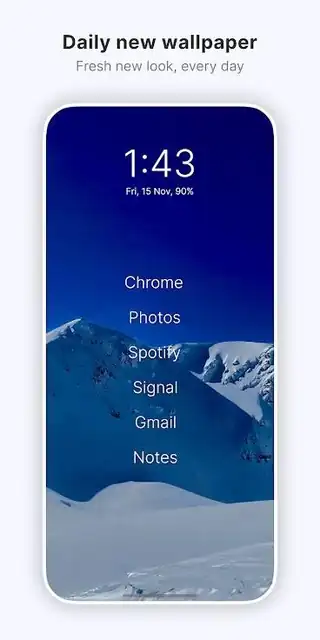 Daily new wallpaper
Fresh new look, every day
1:43
Fri, 15 Nov, 90%
Chrome
Photos
Spotify
Signal
Gmail
Notes